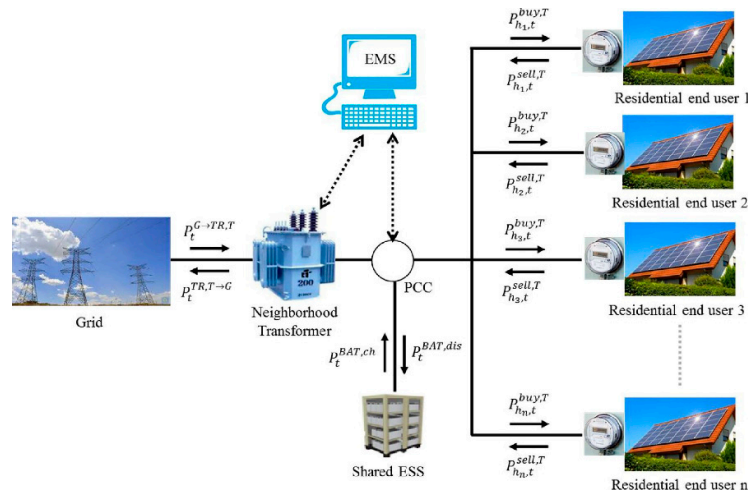 EMS
P_{h_1,t}^{buy,T}
P_{h_1,t}^{sell,T}
Residential end user 1
P_{h_2,t}^{buy,T}
P_{h_2,t}^{sell,T}
Residential end user 2
P_t^{G→TR,T}
P_t^{TR,T→G}
Grid
200
Neighborhood
Transformer
PCC
P_{h_3,t}^{buy,T}
P_{h_3,t}^{sell,T}
Residential end user 3
P_t^{BAT,ch}
P_t^{BAT,dis}
Shared ESS
P_{h_n,t}^{buy,T}
P_{h_n,t}^{sell,T}
Residential end user n